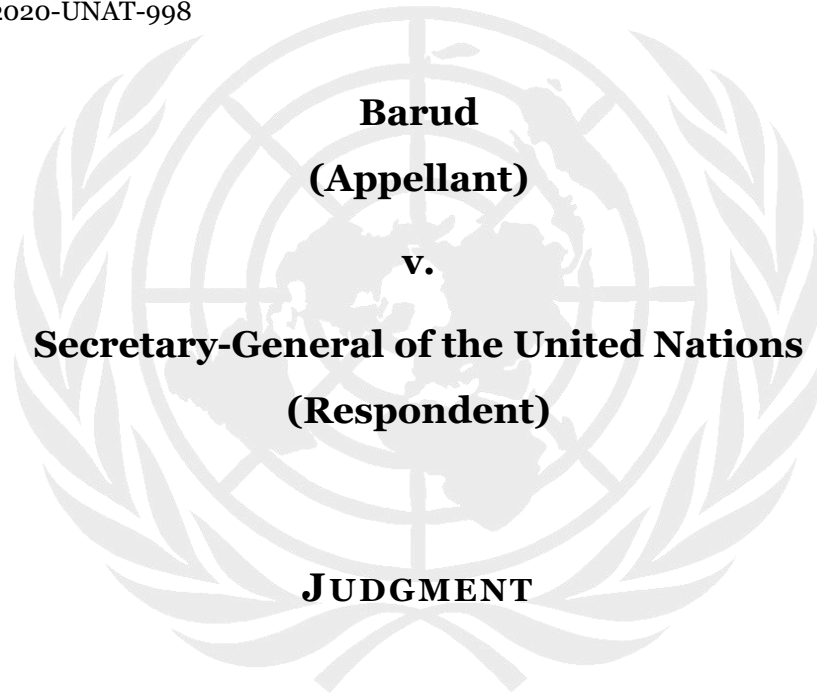 2020-UNAT-998
Barud
(Appellant)
v.
Secretary-General of the United Nations
(Respondent)
JUDGMENT